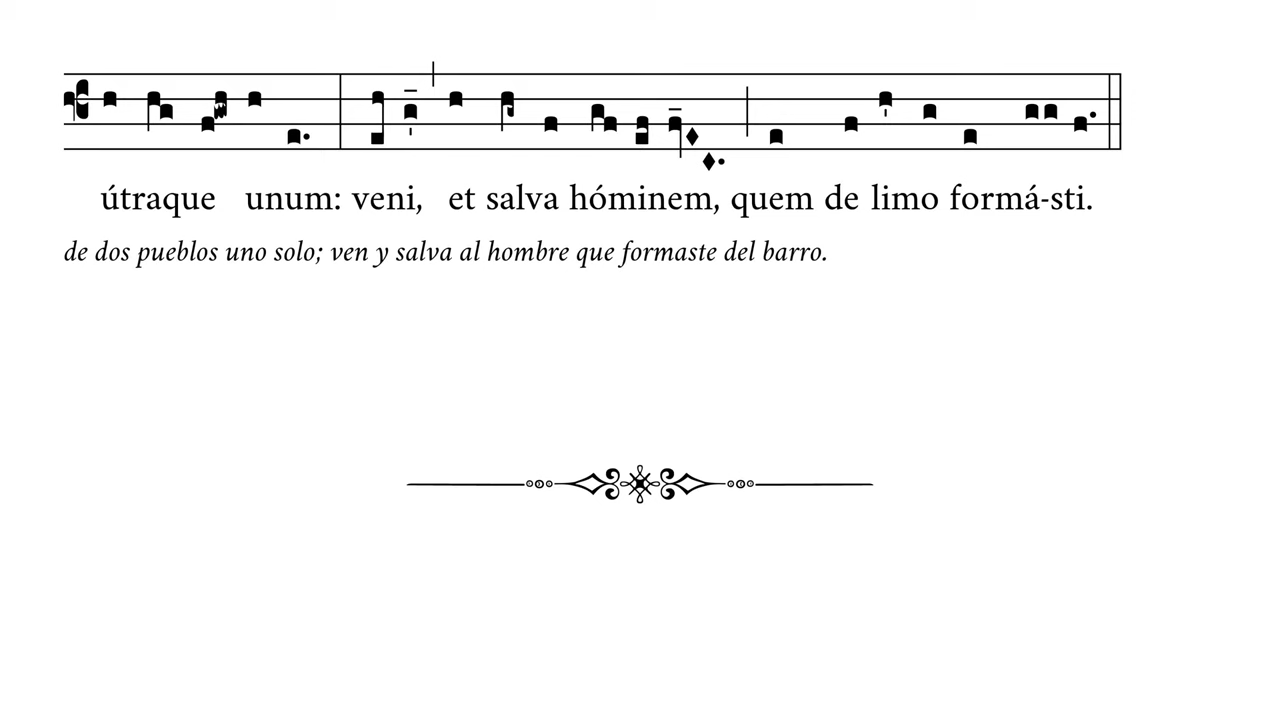 útraque unum: veni, et salva hóminem, quem de limo formá-sti.
de dos pueblos uno solo; ven y salva al hombre que formaste del barro.